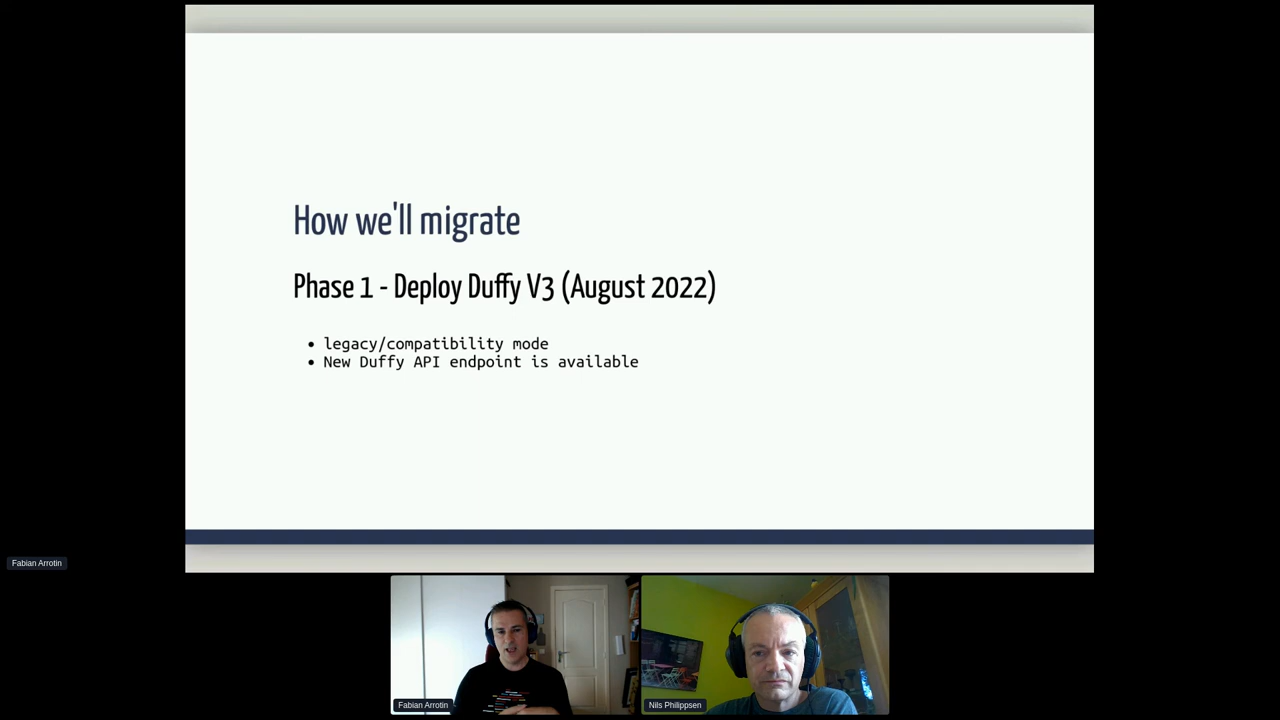 How we'll migrate
Phase 1 - Deploy Duffy V3 (August 2022)
legacy/compatibility mode
New Duffy API endpoint is available
Fabian Arrotin
Fabian Arrotin
Nils Philippsen